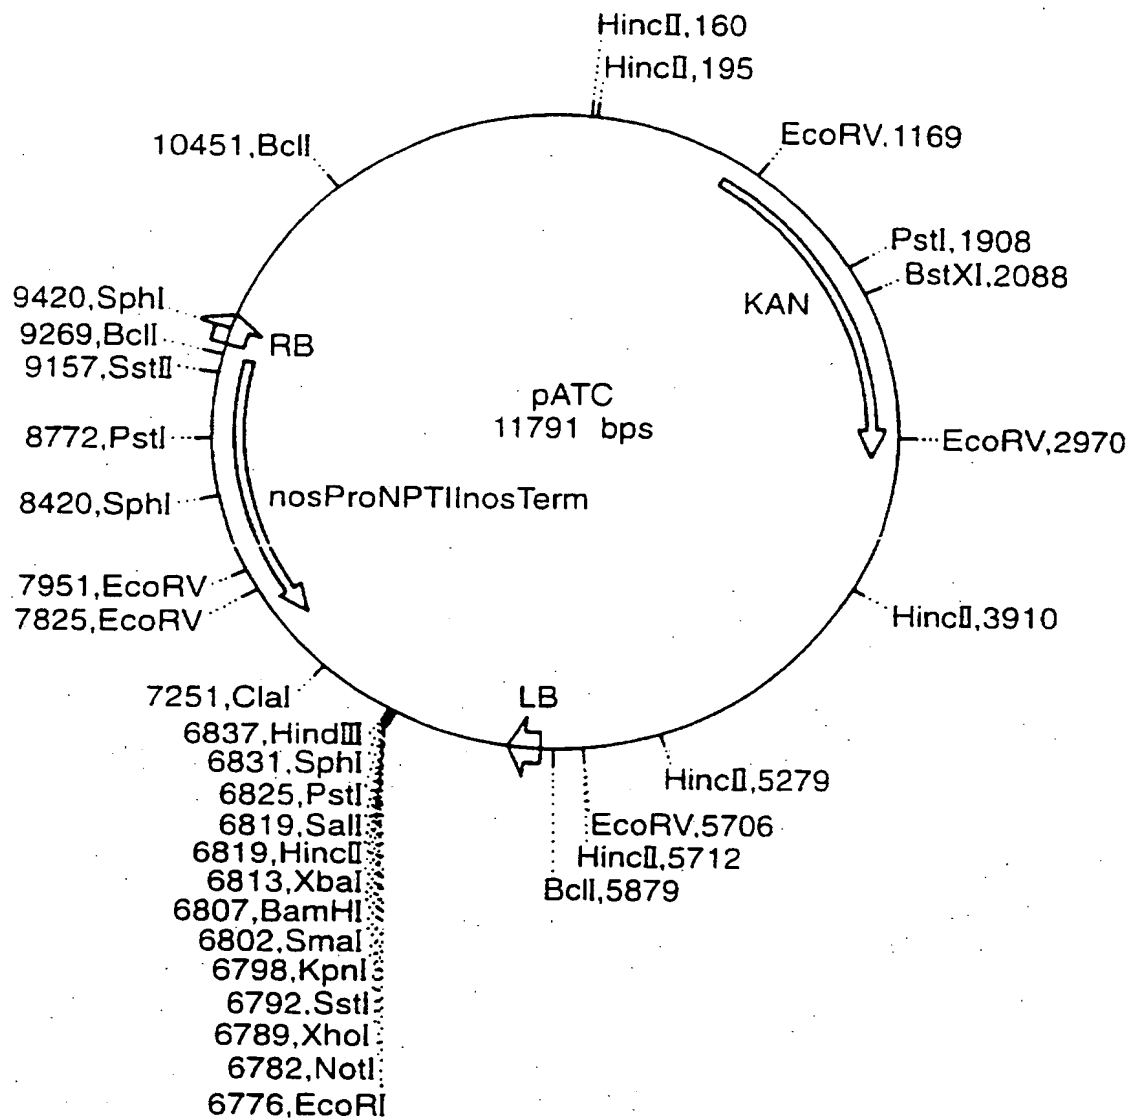 HincⅡ,160
HincⅡ,195
EcoRV,1169
PstI,1908
BstXI,2088
KAN
EcoRV,2970
HincⅡ,3910
HincⅡ,5279
EcoRV,5706
HincⅡ,5712
BclI,5879
LB
10451,BclI
9420,SphI
9269,BclI
9157,SstⅡ
RB
8772,PstI
8420,SphI
pATC
11791 bps
nosProNPTIInosTerm
7951,EcoRV
7825,EcoRV
7251,ClaI
6837,HindⅢ
6831,SphI
6825,PstI
6819,SalI
6819,HincⅡ
6813,XbaI
6807,BamHI
6802,SmaI
6798,KpnI
6792,SstI
6789,XhoI
6782,NotI
6776,EcoRI